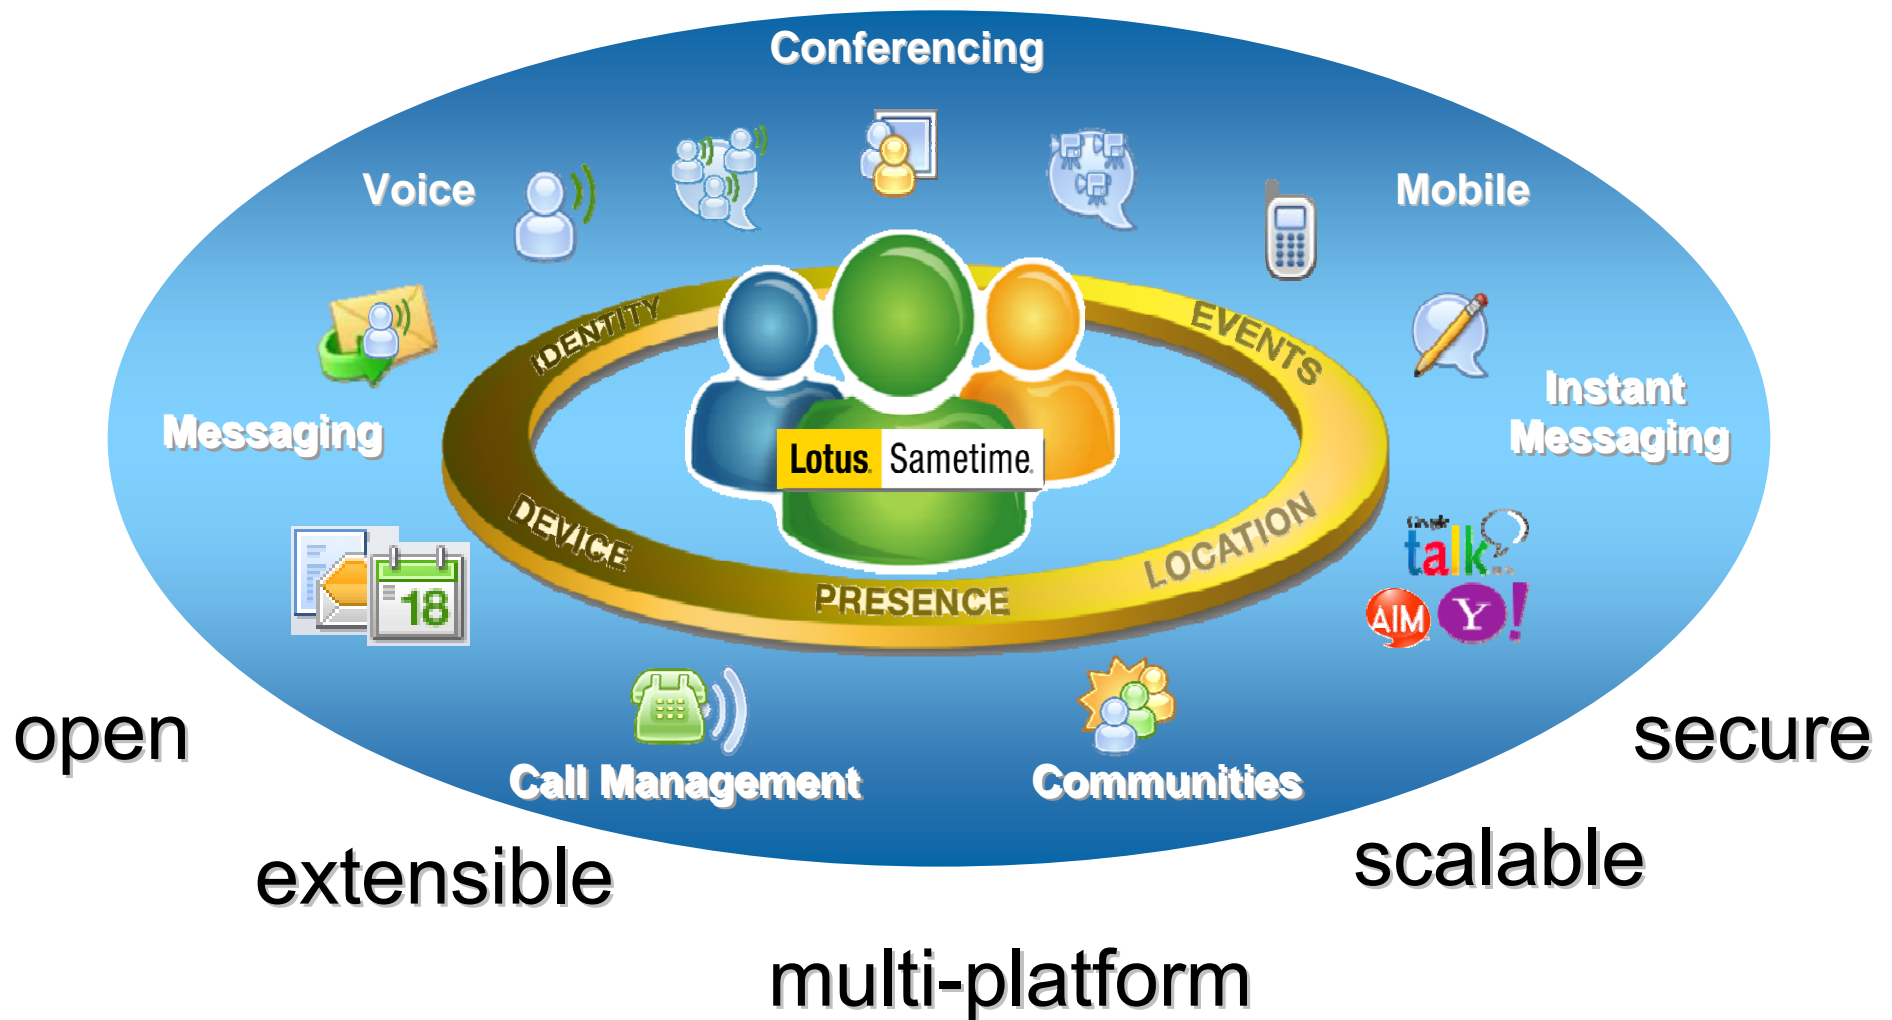 Conferencing
Voice
Mobile
IDENTITY
EVENTS
Instant
Messaging
Messaging
Lotus. Sametime.
DEVICE
LOCATION
PRESENCE
talk
18
AIM
Y!
Call Management
Communities
open
secure
extensible
scalable
multi-platform